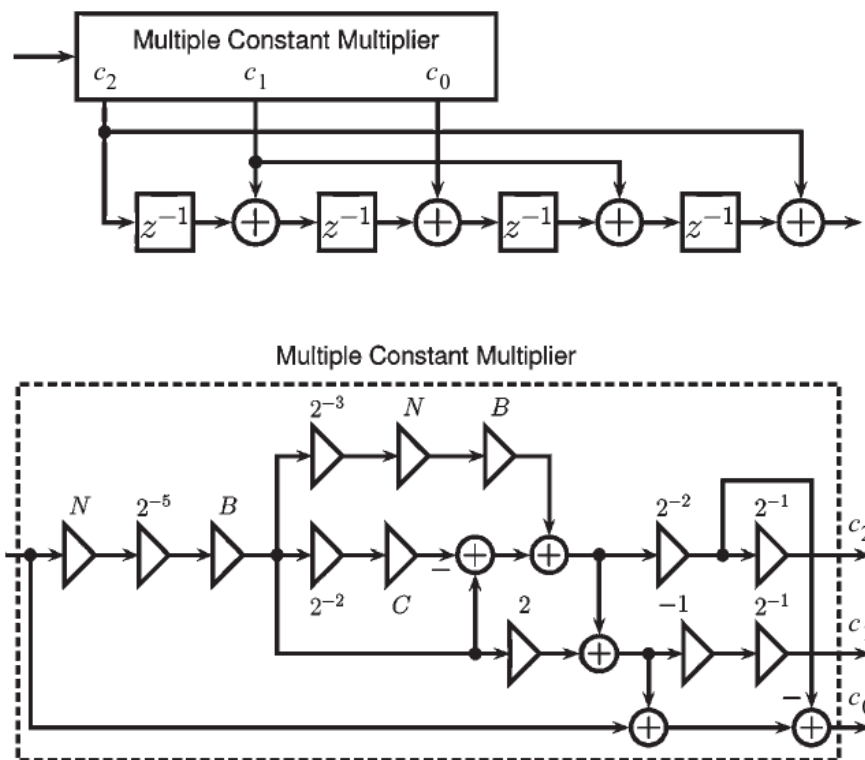 Multiple Constant Multiplier
c₂ c₁ c₀
z⁻¹ + z⁻¹ + z⁻¹ + z⁻¹ +
Multiple Constant Multiplier
2⁻³ N B
N 2⁻⁵ B
2⁻² 2⁻¹
− + +
c₂
2⁻² C 2 −1 2⁻¹
+
c
−
c₀
+ +